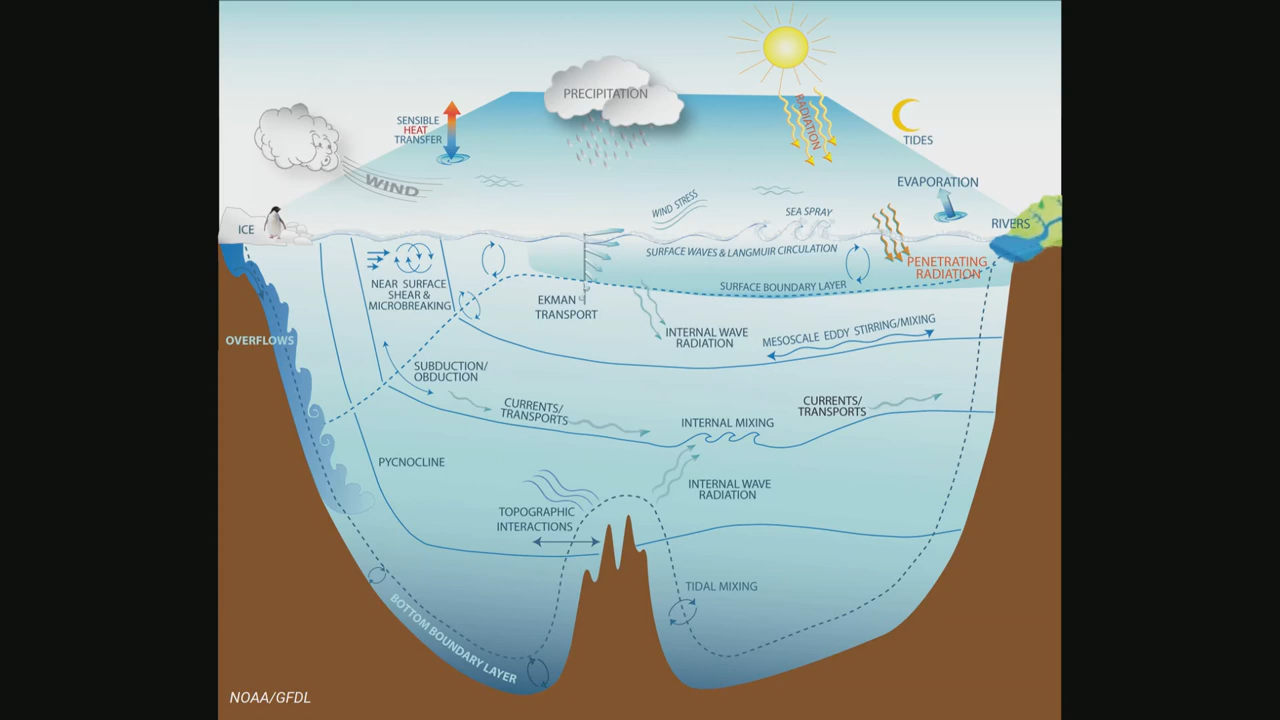 PRECIPITATION
SENSIBLE
HEAT
TRANSFER
RADIATION
TIDES
WIND
EVAPORATION
WIND STRESS
SEA SPRAY
ICE
RIVERS
SURFACE WAVES & LANGMUIR CIRCULATION
PENETRATING
RADIATION
NEAR SURFACE
SHEAR &
MICROBREAKING
SURFACE BOUNDARY LAYER
EKMAN
TRANSPORT
INTERNAL WAVE
RADIATION
MESOSCALE EDDY STIRRING/MIXING
OVERFLOWS
SUBDUCTION/
OBDUCTION
CURRENTS/
TRANSPORTS
CURRENTS/
TRANSPORTS
INTERNAL MIXING
PYCNOCLINE
INTERNAL WAVE
RADIATION
TOPOGRAPHIC
INTERACTIONS
TIDAL MIXING
BOTTOM BOUNDARY LAYER
NOAA/GFDL